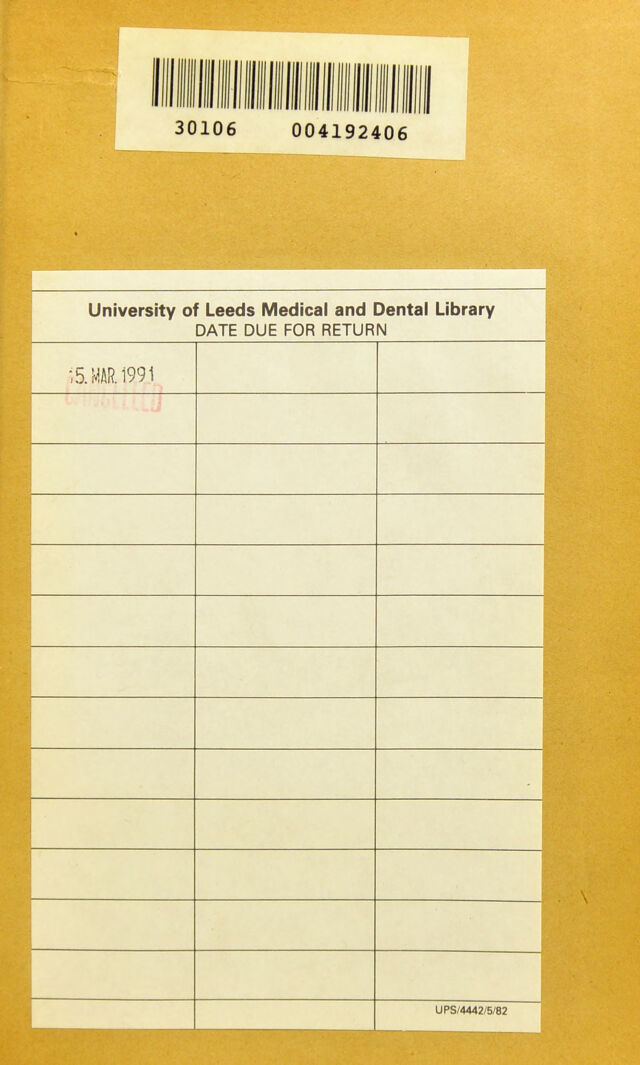 30106 004192406
University of Leeds Medical and Dental Library
DATE DUE FOR RETURN
5. MAR. 1991
CANCELLED
UPS/4442/5/82